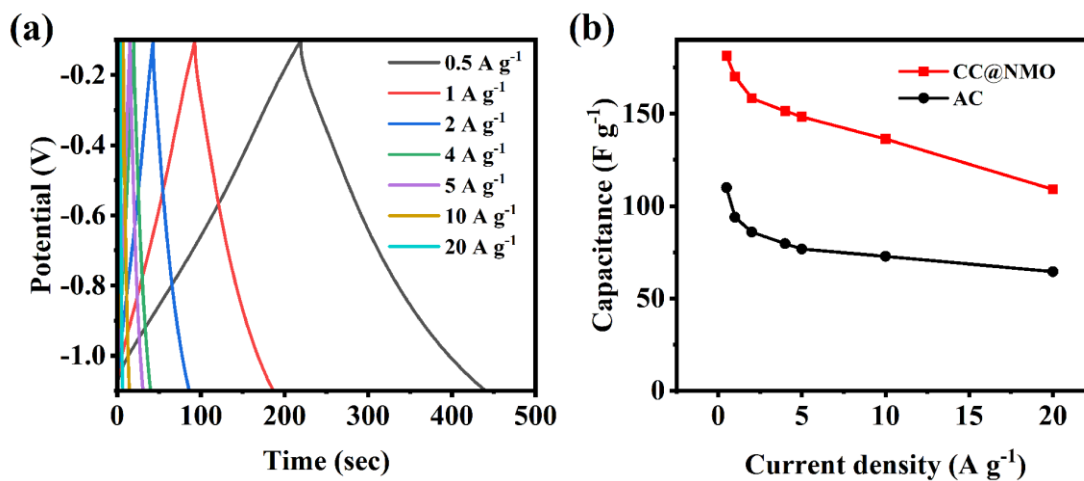 (a)
Potential (V)
-0.2
-0.4
-0.6
-0.8
-1.0
0.5 A g⁻¹
1 A g⁻¹
2 A g⁻¹
4 A g⁻¹
5 A g⁻¹
10 A g⁻¹
20 A g⁻¹
0 100 200 300 400 500
Time (sec)
(b)
Capacitance (F g⁻¹)
150
100
50
0
CC@NMO
AC
0 5 10 15 20
Current density (A g⁻¹)